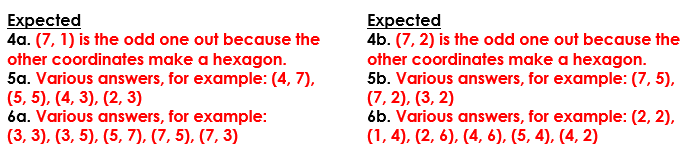 Expected
4a. (7, 1) is the odd one out because the
other coordinates make a hexagon.
5a. Various answers, for example: (4, 7),
(5, 5), (4, 3), (2, 3)
6a. Various answers, for example:
(3, 3), (3, 5), (5, 7), (7, 5), (7, 3)
Expected
4b. (7, 2) is the odd one out because the
other coordinates make a hexagon.
5b. Various answers, for example: (7, 5),
(7, 2), (3, 2)
6b. Various answers, for example: (2, 2),
(1, 4), (2, 6), (4, 6), (5, 4), (4, 2)